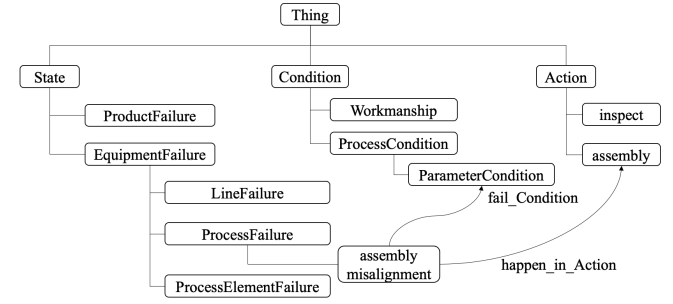 Thing
State
Condition
Action
ProductFailure
Workmanship
inspect
EquipmentFailure
ProcessCondition
assembly
LineFailure
ParameterCondition
fail_Condition
ProcessFailure
assembly
misalignment
happen_in_Action
ProcessElementFailure